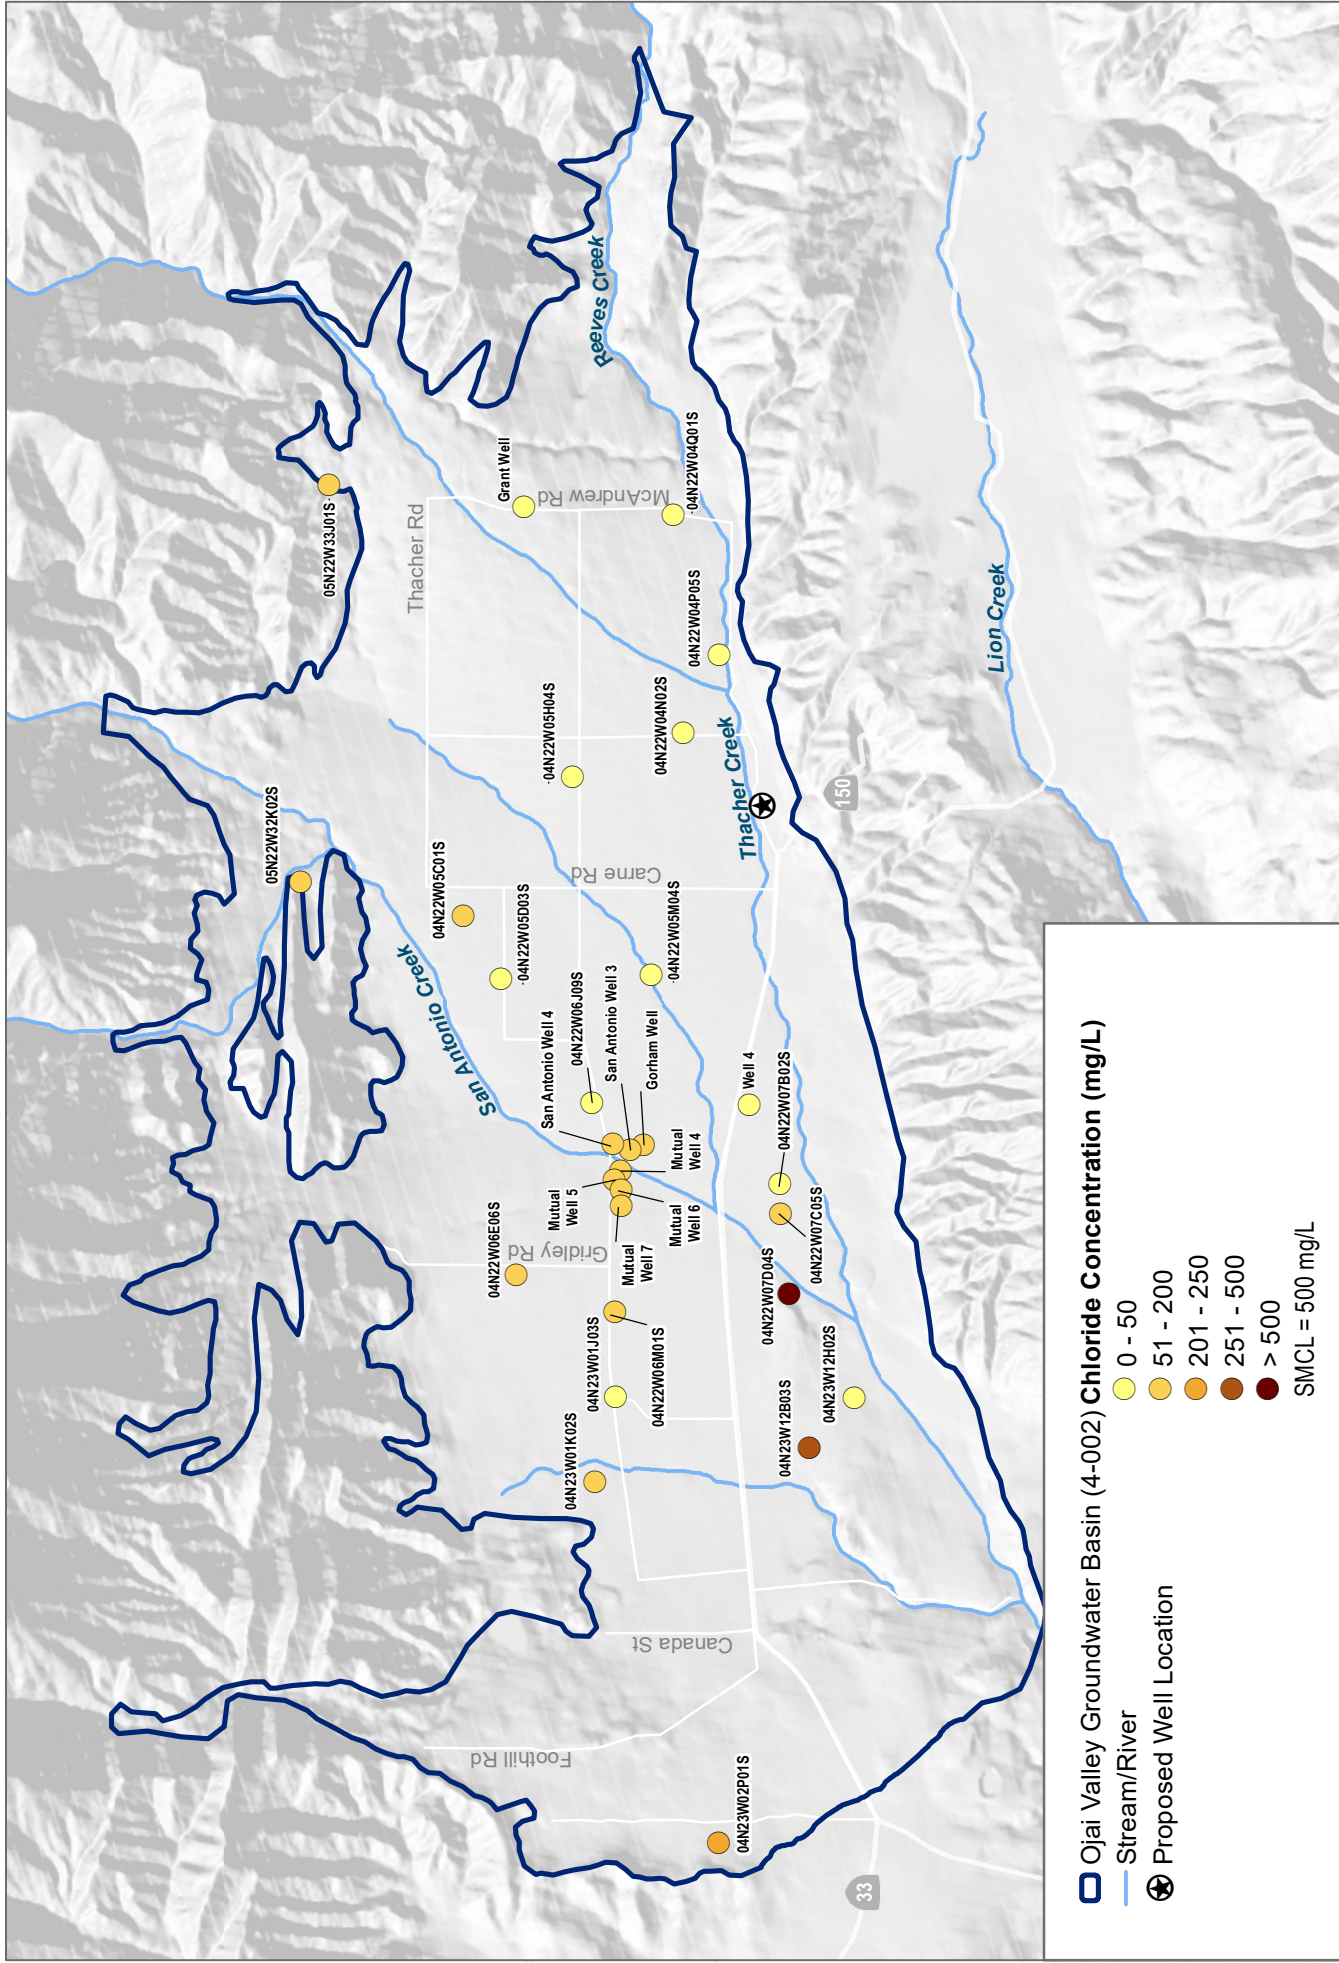 05N22W33J01S
05N22W32K02S
Thacher Rd
Grant Well
McAndrew Rd
04N22W04Q01S
Reeves Creek
04N22W04P05S
04N22W05H04S
04N22W04N02S
Thacher Creek
150
Lion Creek
04N22W05C01S
04N22W05D03S
Carne Rd
04N22W05M04S
San Antonio Creek
San Antonio Well 4
04N22W06J09S
San Antonio Well 3
Gorham Well
Mutual
Well 4
Mutual
Well 5
Mutual
Well 6
Mutual
Well 7
Well 4
04N22W07B02S
04N22W07C05S
04N22W07D04S
04N22W06E06S
Gridley Rd
04N22W06M01S
04N23W01J03S
04N23W01K02S
04N23W12H02S
04N23W12B03S
Canada St
Foothill Rd
04N23W02P01S
33
Ojai Valley Groundwater Basin (4-002)
Stream/River
Proposed Well Location
Chloride Concentration (mg/L)
0 - 50
51 - 200
201 - 250
251 - 500
> 500
SMCL = 500 mg/L